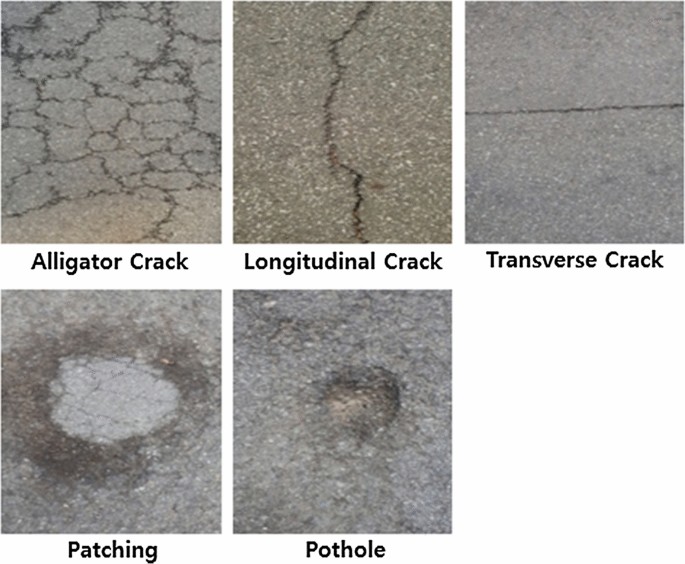 Alligator Crack
Longitudinal Crack
Transverse Crack
Patching
Pothole